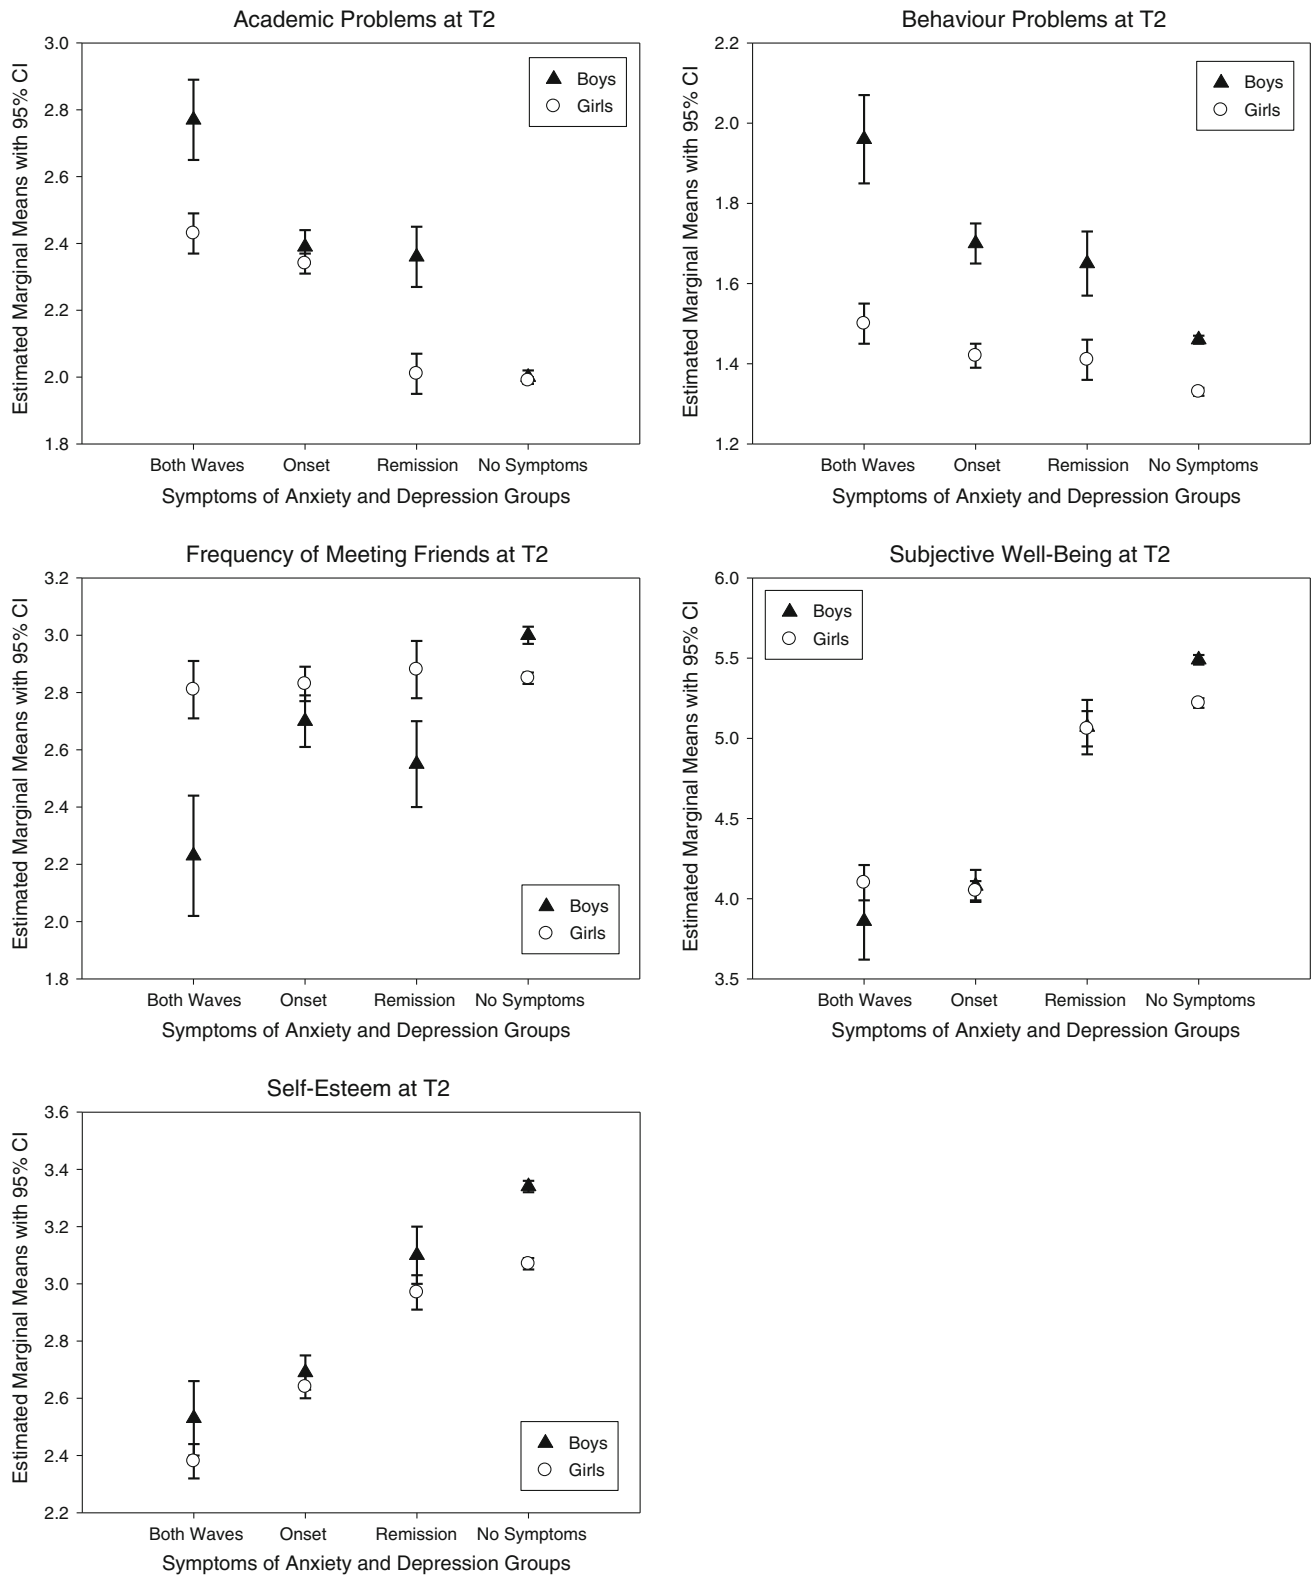 Academic Problems at T2
Estimated Marginal Means with 95% CI
3.0
2.8
2.6
2.4
2.2
2.0
1.8
Boys
Girls
Both Waves Onset Remission No Symptoms
Symptoms of Anxiety and Depression Groups
Behaviour Problems at T2
Estimated Marginal Means with 95% CI
2.2
2.0
1.8
1.6
1.4
1.2
Boys
Girls
Both Waves Onset Remission No Symptoms
Symptoms of Anxiety and Depression Groups
Frequency of Meeting Friends at T2
Estimated Marginal Means with 95% CI
3.2
3.0
2.8
2.6
2.4
2.2
2.0
1.8
Boys
Girls
Both Waves Onset Remission No Symptoms
Symptoms of Anxiety and Depression Groups
Subjective Well-Being at T2
Estimated Marginal Means with 95% CI
6.0
5.5
5.0
4.5
4.0
3.5
Boys
Girls
Both Waves Onset Remission No Symptoms
Symptoms of Anxiety and Depression Groups
Self-Esteem at T2
Estimated Marginal Means with 95% CI
3.6
3.4
3.2
3.0
2.8
2.6
2.4
2.2
Boys
Girls
Both Waves Onset Remission No Symptoms
Symptoms of Anxiety and Depression Groups